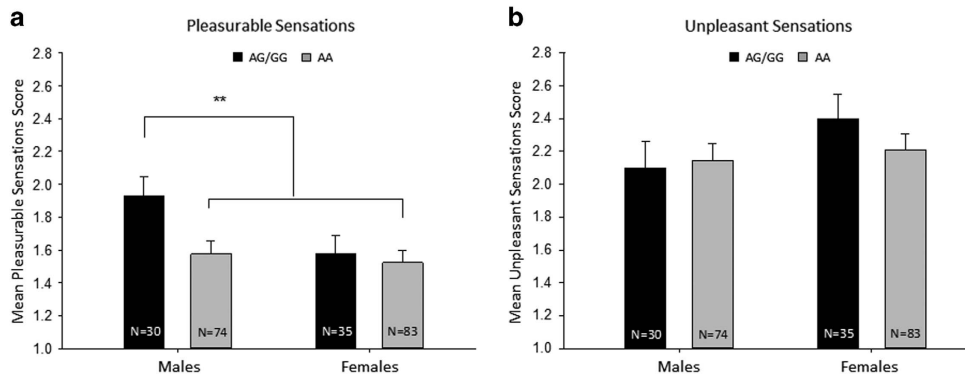 a
Pleasurable Sensations
AG/GG AA
Mean Pleasurable Sensations Score
2.8
2.6
2.4
2.2
2.0
1.8
1.6
1.4
1.2
1.0
**
N=30
N=74
N=35
N=83
Males
Females
b
Unpleasant Sensations
AG/GG AA
Mean Unpleasant Sensations Score
2.8
2.6
2.4
2.2
2.0
1.8
1.6
1.4
1.2
1.0
N=30
N=74
N=35
N=83
Males
Females